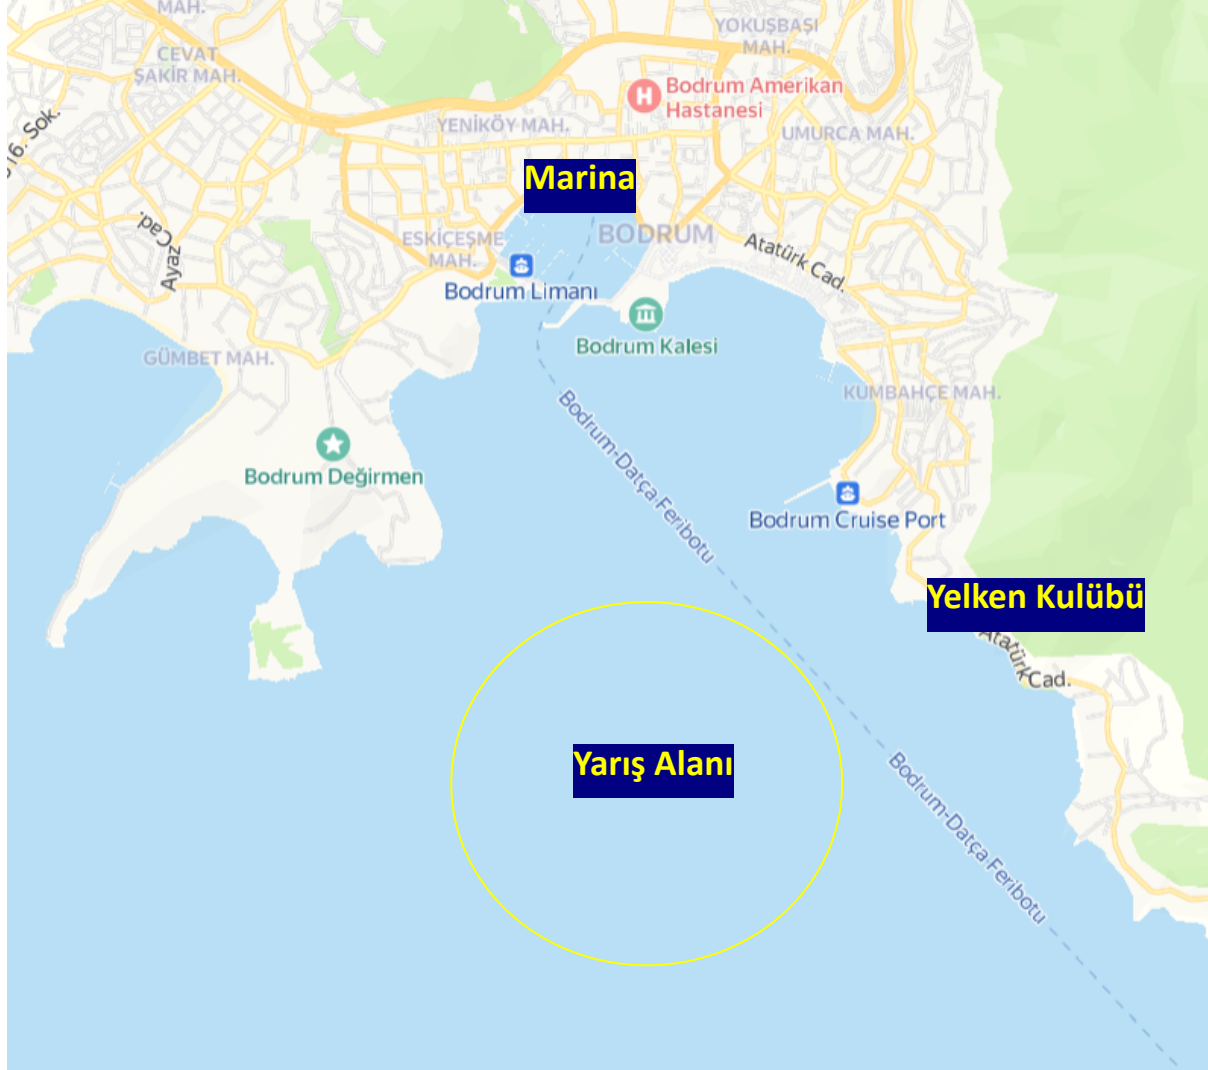 MAH.
YOKUŞBAŞI
MAH.
CEVAT
ŞAKİR MAH.
Bodrum Amerikan
Hastanesi
016. Sok.
YENİKÖY MAH.
UMURCA MAH.
Marina
Ayaz Cad.
ESKİÇEŞME
MAH.
BODRUM
Atatürk Cad.
Bodrum Limanı
Bodrum Kalesi
GÜMBET MAH.
KUMBAHÇE MAH.
Bodrum-Datça Feribotu
Bodrum Değirmen
Bodrum Cruise Port
Yelken Kulübü
Atatürk Cad.
Yarış Alanı
Bodrum-Datça Feribotu